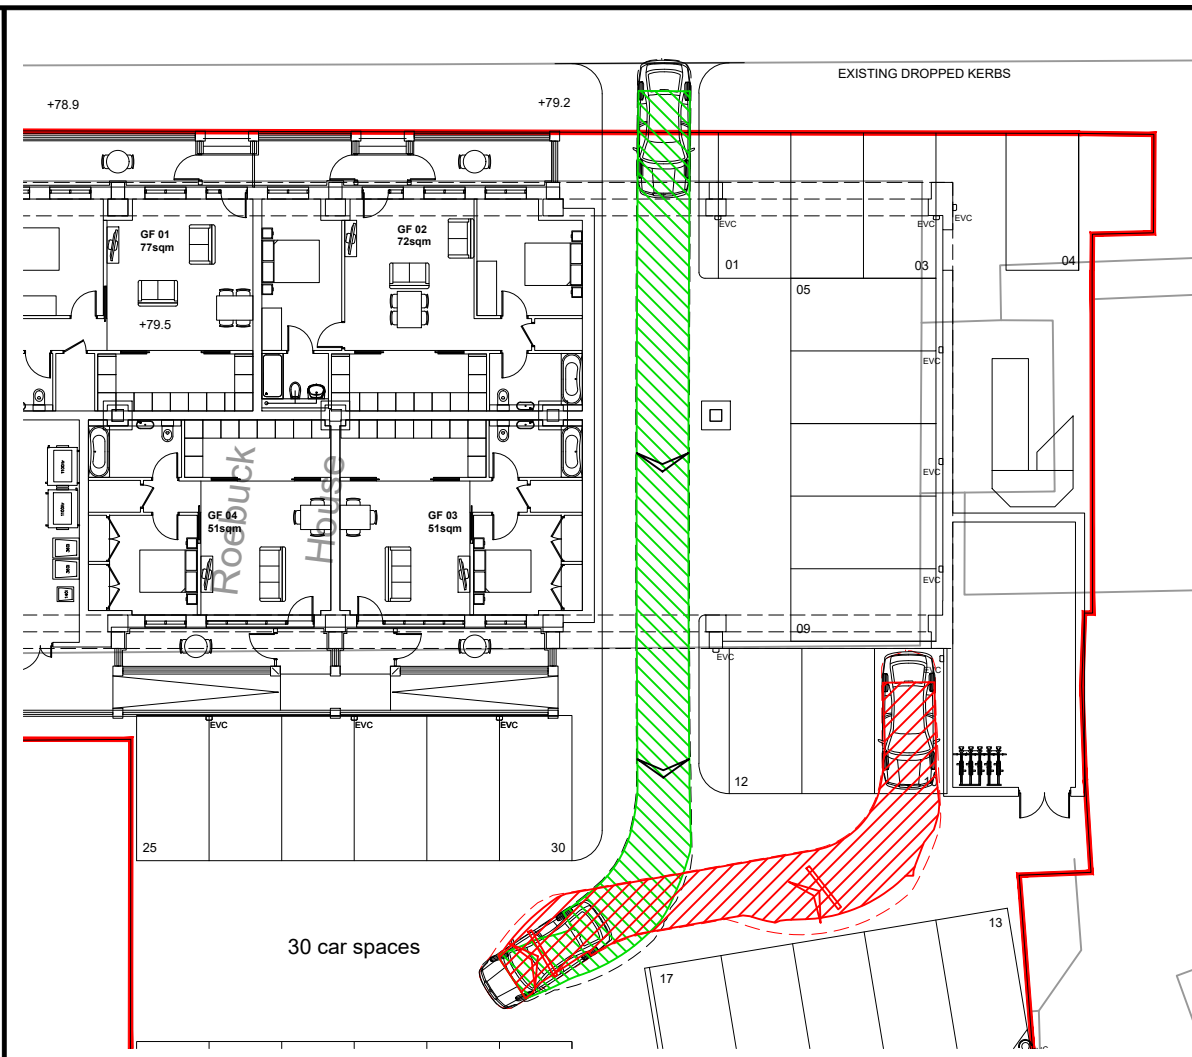 EXISTING DROPPED KERBS
+78.9
+79.2
EVC
EVC
EVC
GF 01
77sqm
GF 02
72sqm
01
03
04
05
+79.5
EVC
EVC
Roebuck
House
GF 04
51sqm
GF 03
51sqm
EVC
09
EVC
EVC
EVC
EVC
EVC
12
25
30
30 car spaces
13
17